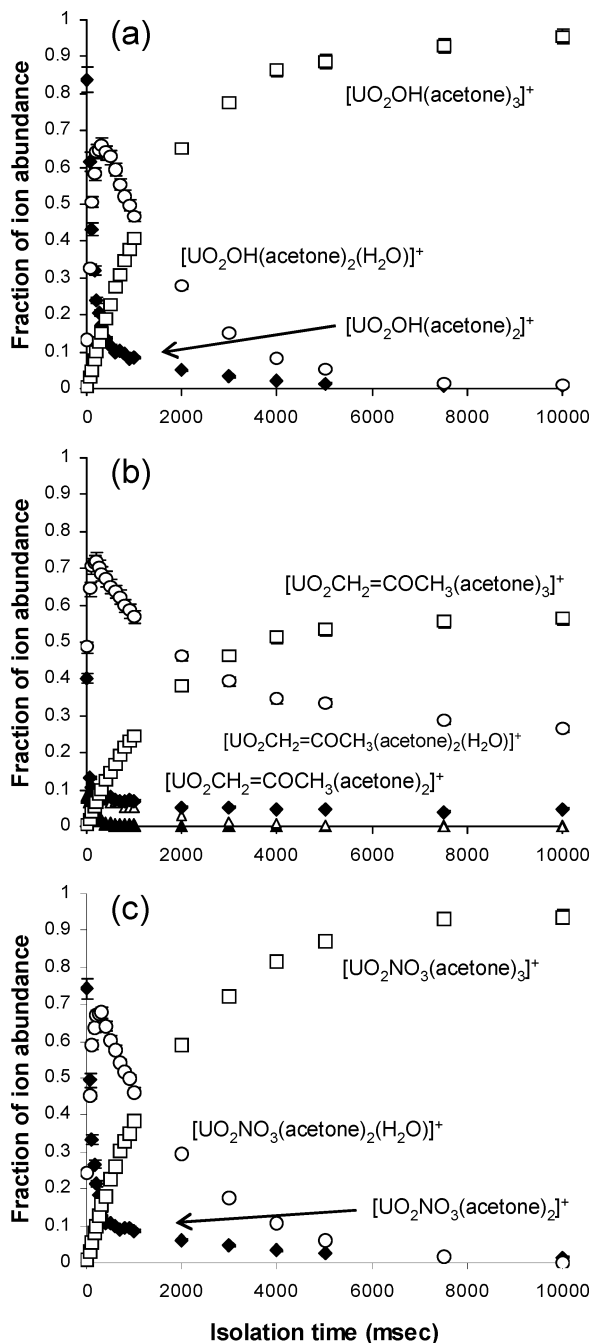 (a)
1
0.9
0.8
0.7
0.6
0.5
0.4
0.3
0.2
0.1
0
Fraction of ion abundance
[UO₂OH(acetone)₃]⁺
[UO₂OH(acetone)₂(H₂O)]⁺
[UO₂OH(acetone)₂]⁺
0 2000 4000 6000 8000 10000
(b)
1
0.9
0.8
0.7
0.6
0.5
0.4
0.3
0.2
0.1
0
Fraction of ion abundance
[UO₂CH₂=COCH₃(acetone)₃]⁺
[UO₂CH₂=COCH₃(acetone)₂(H₂O)]⁺
[UO₂CH₂=COCH₃(acetone)₂]⁺
0 2000 4000 6000 8000 10000
(c)
1
0.9
0.8
0.7
0.6
0.5
0.4
0.3
0.2
0.1
0
Fraction of ion abundance
[UO₂NO₃(acetone)₃]⁺
[UO₂NO₃(acetone)₂(H₂O)]⁺
[UO₂NO₃(acetone)₂]⁺
0 2000 4000 6000 8000 10000
Isolation time (msec)